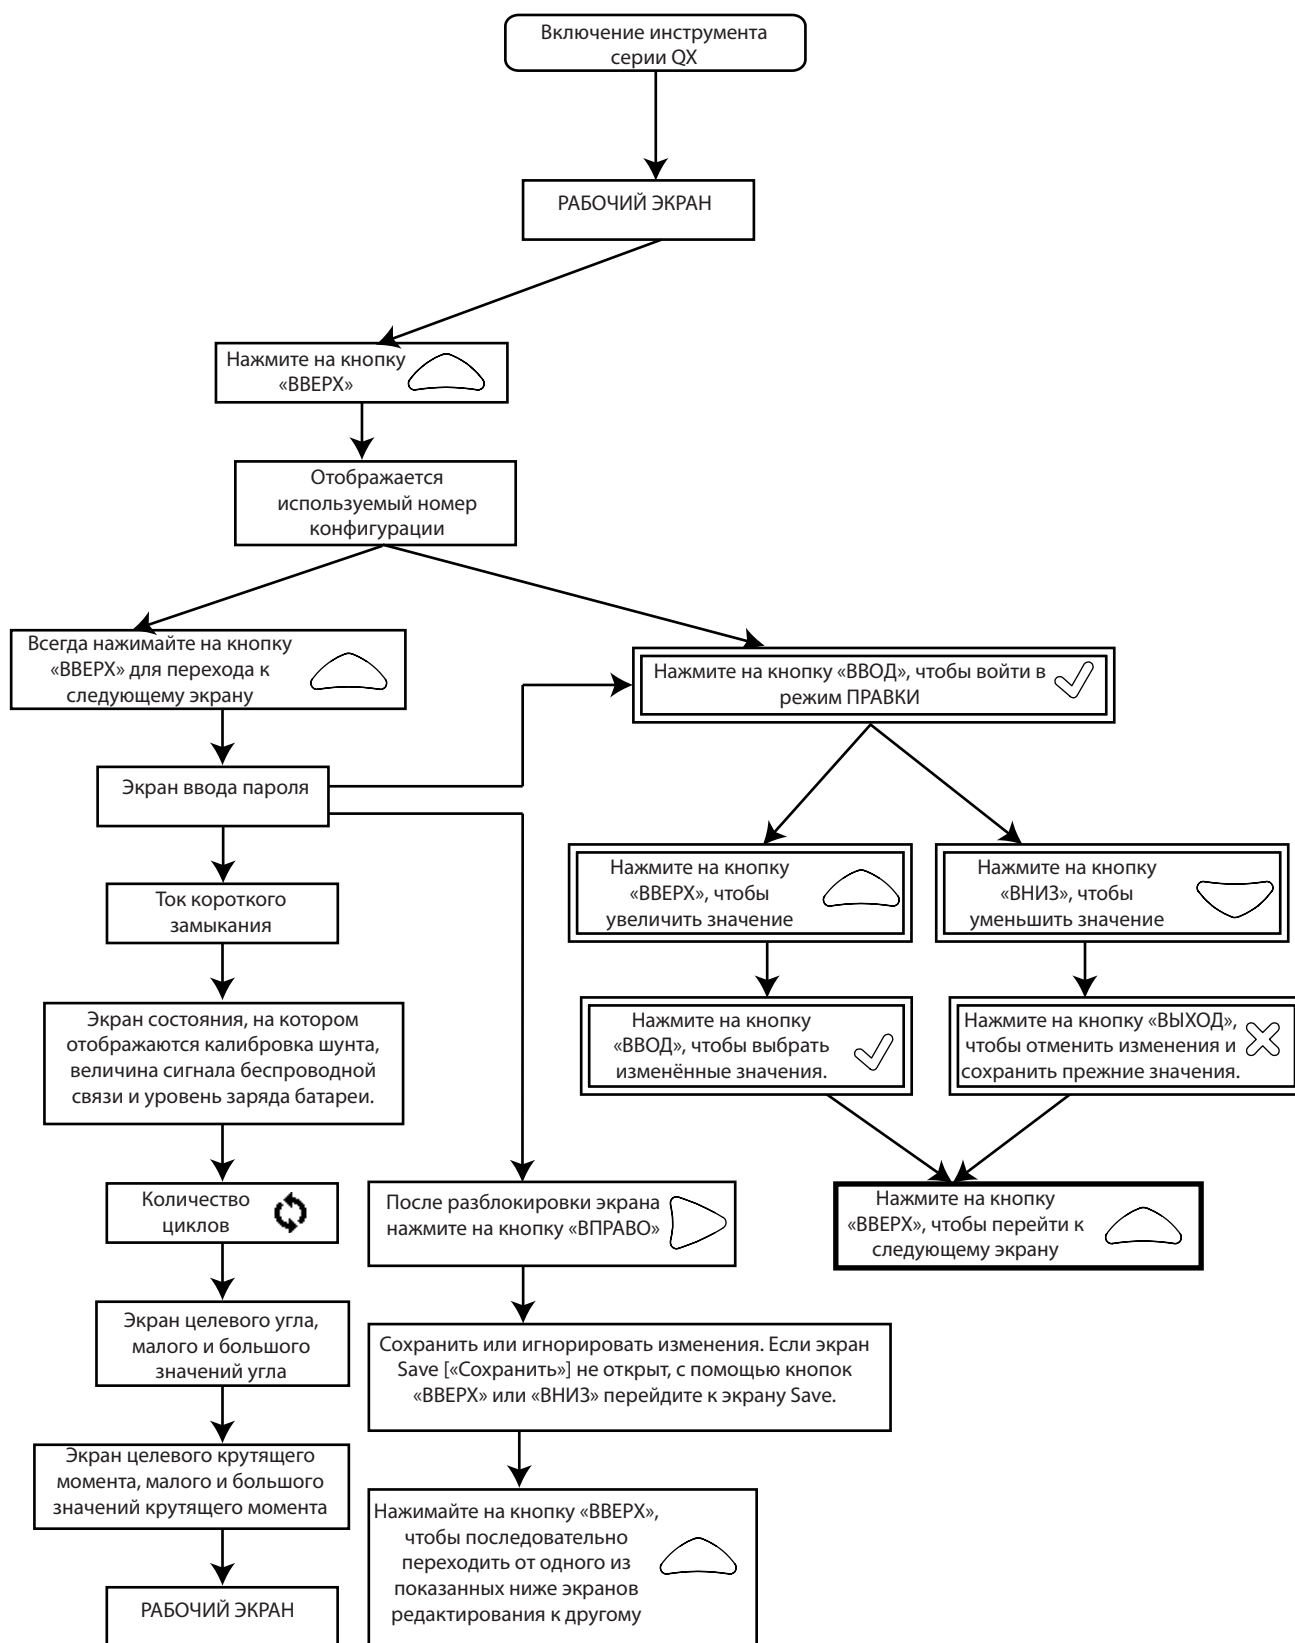 Включение инструмента
серии QX
РАБОЧИЙ ЭКРАН
Нажмите на кнопку
«ВВЕРХ»
Отображается
используемый номер
конфигурации
Всегда нажимайте на кнопку
«ВВЕРХ» для перехода к
следующему экрану
Нажмите на кнопку «ВВОД», чтобы войти в
режим ПРАВКИ
Экран ввода пароля
Нажмите на кнопку
«ВВЕРХ», чтобы
увеличить значение
Нажмите на кнопку
«ВНИЗ», чтобы
уменьшить значение
Ток короткого
замыкания
Экран состояния, на котором
отображаются калибровка шунта,
величина сигнала беспроводной
связи и уровень заряда батареи.
Нажмите на кнопку
«ВВОД», чтобы выбрать
изменённые значения.
Нажмите на кнопку «ВЫХОД»,
чтобы отменить изменения и
сохранить прежние значения.
Количество
циклов
После разблокировки экрана
нажмите на кнопку «ВПРАВО»
Нажмите на кнопку
«ВВЕРХ», чтобы перейти к
следующему экрану
Экран целевого угла,
малого и большого
значений угла
Сохранить или игнорировать изменения. Если экран
Save [«Сохранить»] не открыт, с помощью кнопок
«ВВЕРХ» или «ВНИЗ» перейдите к экрану Save.
Экран целевого крутящего
момента, малого и большого
значений крутящего момента
Нажимайте на кнопку «ВВЕРХ»,
чтобы последовательно
переходить от одного из
показанных ниже экранов
редактирования к другому
РАБОЧИЙ ЭКРАН